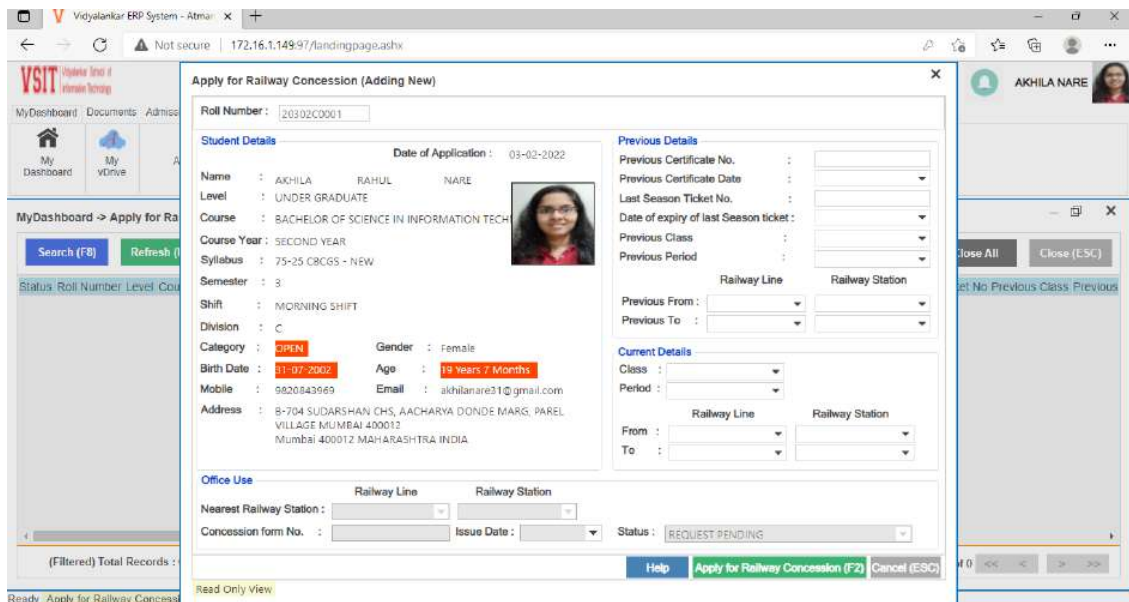 Vidyalankar ERP System - Atmar
Not secure 172.16.1.149:97/landingpage.ashx
VSIT Vidyalankar School of Information Technology
AKHILA NARE
MyDashboard Documents Admiss
My Dashboard
My vDrive
MyDashboard -> Apply for Ra
Search (F8) Refresh (
Close All Close (ESC)
Status Roll Number Level Cou
et No Previous Class Previous
(Filtered) Total Records :
of 0 << < > >>
Ready Apply for Railway Concessi
Apply for Railway Concession (Adding New)
Roll Number : 20302C0001
Student Details
Date of Application : 03-02-2022
Name : AKHILA RAHUL NARE
Level : UNDER GRADUATE
Course : BACHELOR OF SCIENCE IN INFORMATION TECH
Course Year : SECOND YEAR
Syllabus : 75-25 CBCGS - NEW
Semester : 3
Shift : MORNING SHIFT
Division : C
Category : OPEN Gender : Female
Birth Date : 31-07-2002 Age : 19 Years 7 Months
Mobile : 9820843969 Email : akhilanare31@gmail.com
Address : B-704 SUDARSHAN CHS, AACHARYA DONDE MARG, PAREL
VILLAGE MUMBAI 400012
Mumbai 400012 MAHARASHTRA INDIA
Previous Details
Previous Certificate No. :
Previous Certificate Date :
Last Season Ticket No. :
Date of expiry of last Season ticket :
Previous Class :
Previous Period :
Railway Line Railway Station
Previous From :
Previous To :
Current Details
Class :
Period :
Railway Line Railway Station
From :
To :
Office Use
Railway Line Railway Station
Nearest Railway Station :
Concession form No. : Issue Date : Status : REQUEST PENDING
Help Apply for Railway Concession (F2) Cancel (ESC)
Read Only View